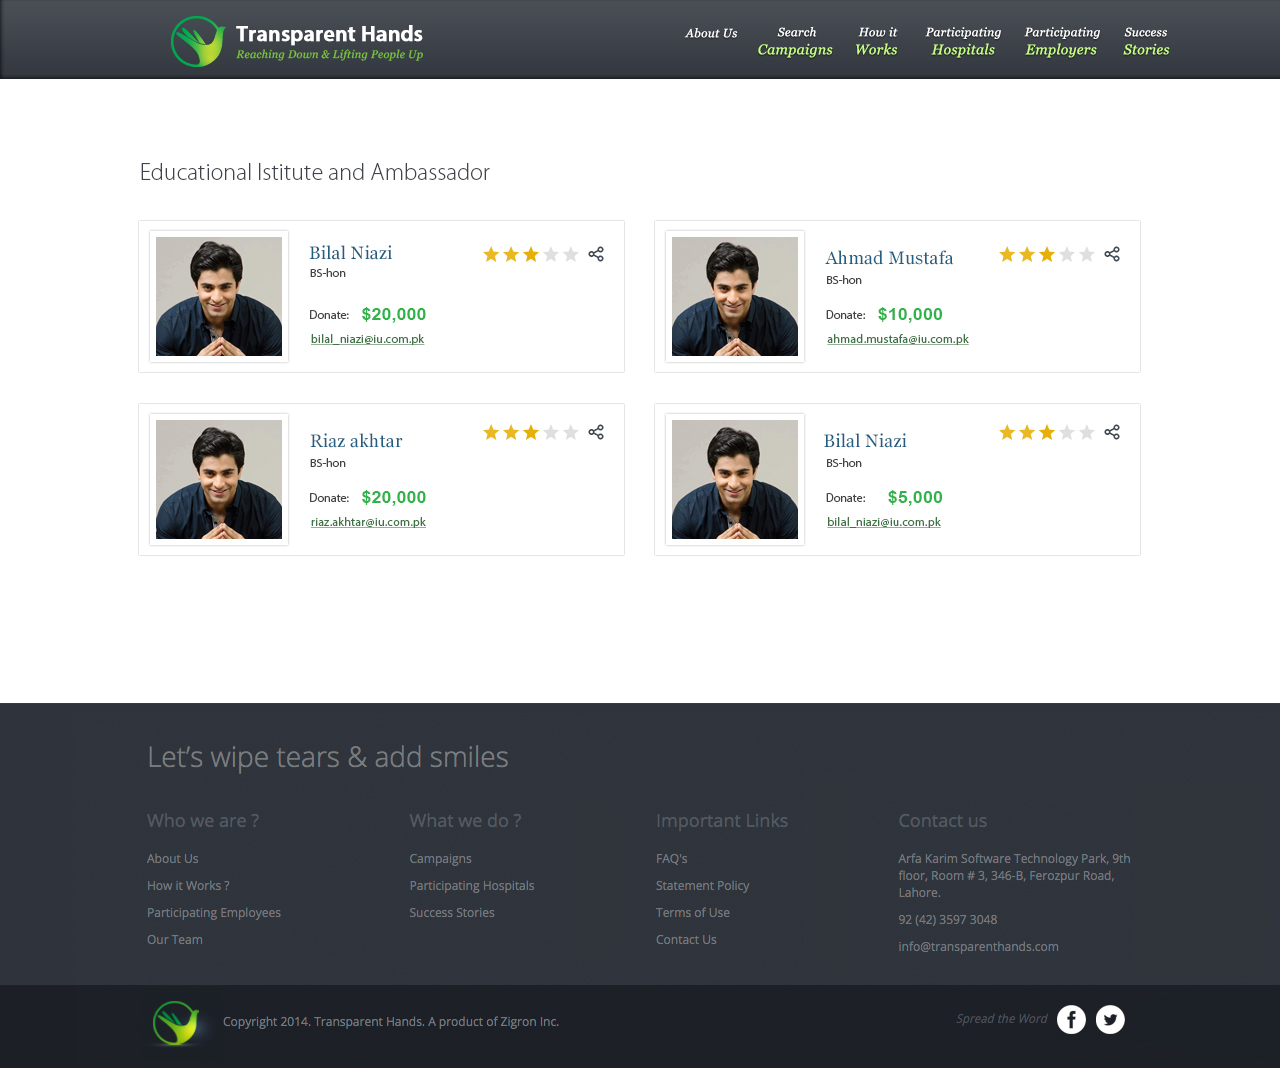 Transparent Hands
Reaching Down & Lifting People Up
About Us
Search
Campaigns
How it
Works
Participating
Hospitals
Participating
Employers
Success
Stories
Educational Istitute and Ambassador
Bilal Niazi
BS-hon
Donate: $20,000
bilal_niazi@iu.com.pk
Ahmad Mustafa
BS-hon
Donate: $10,000
ahmad.mustafa@iu.com.pk
Riaz akhtar
BS-hon
Donate: $20,000
riaz.akhtar@iu.com.pk
Bilal Niazi
BS-hon
Donate: $5,000
bilal_niazi@iu.com.pk
Let’s wipe tears & add smiles
Who we are ?
About Us
How it Works ?
Participating Employees
Our Team
What we do ?
Campaigns
Participating Hospitals
Success Stories
Important Links
FAQ's
Statement Policy
Terms of Use
Contact Us
Contact us
Arfa Karim Software Technology Park, 9th
floor, Room # 3, 346-B, Ferozpur Road,
Lahore.
92 (42) 3597 3048
info@transparenthands.com
Copyright 2014. Transparent Hands. A product of Zigron Inc.
Spread the Word